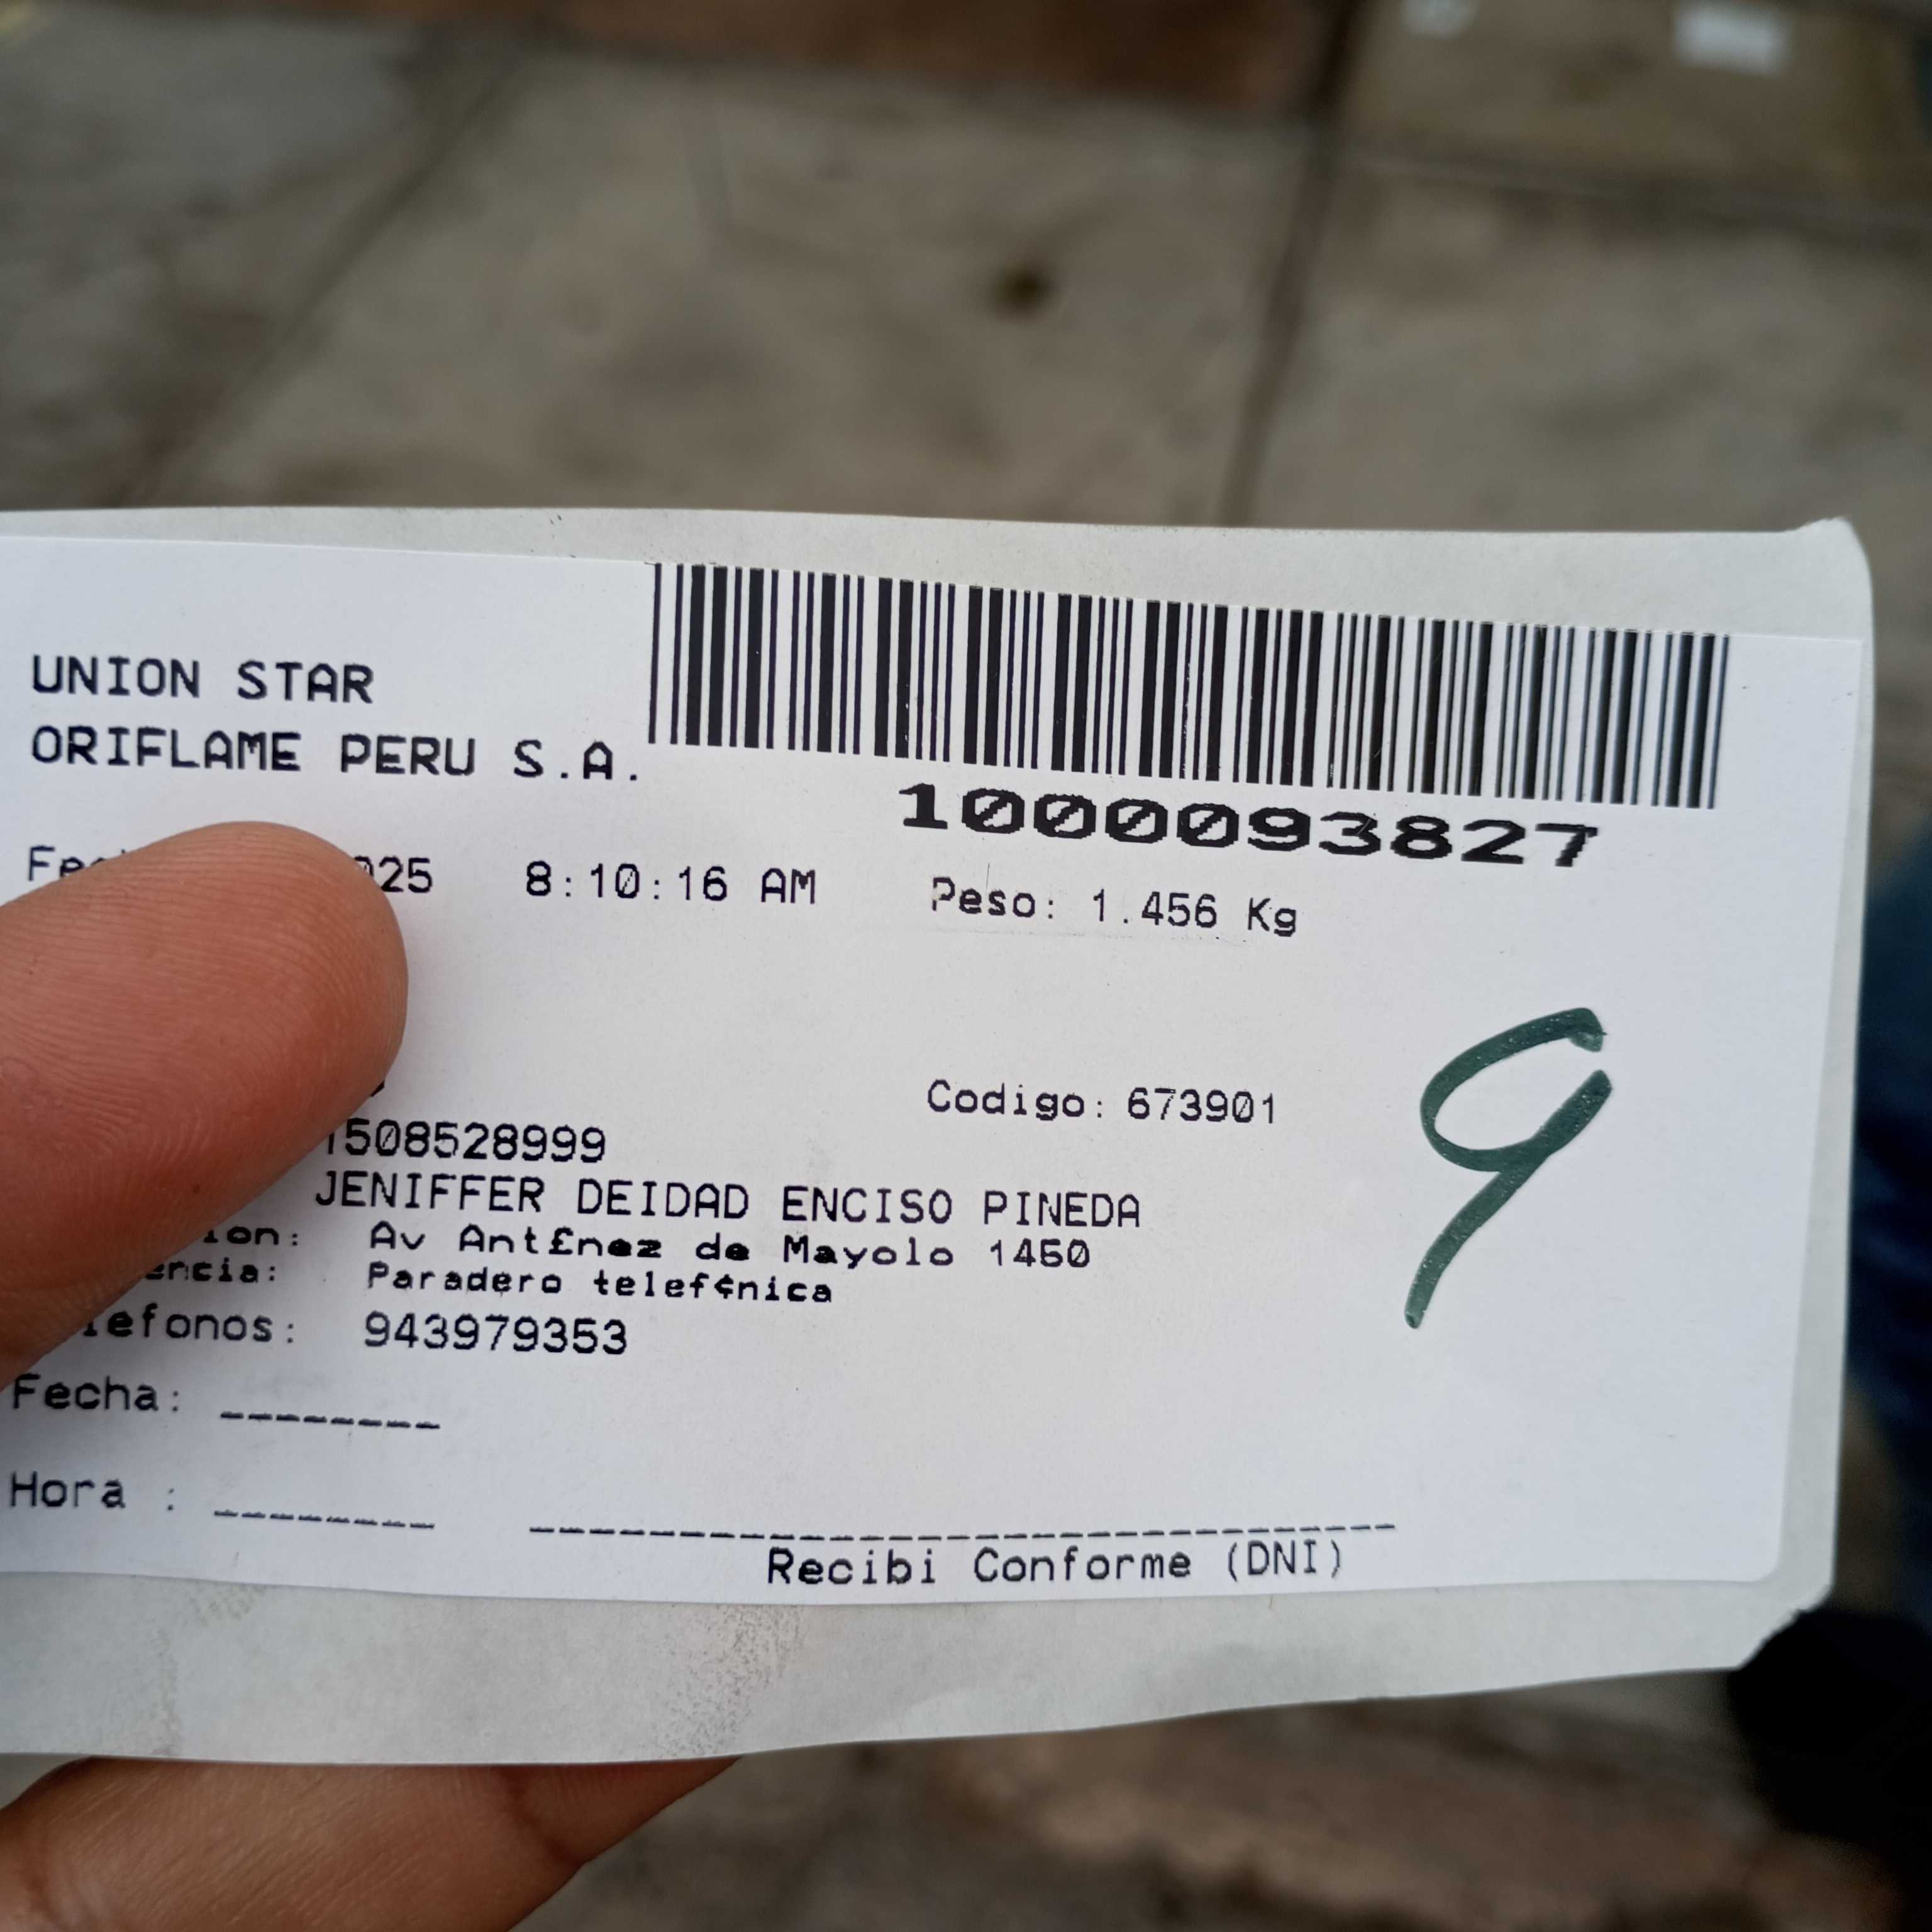 UNION STAR
ORIFLAME PERU S.A.
1000093827
025 8:10:16 AM Peso: 1.456 Kg
Codigo: 673901
1508528999
JENIFFER DEIDAD ENCISO PINEDA
ion: Av Ant£nez de Mayolo 1450
encia: Paradero telef¢nica
efonos: 943979353
Fecha: --------
Hora : --------
Recibi Conforme (DNI)
9